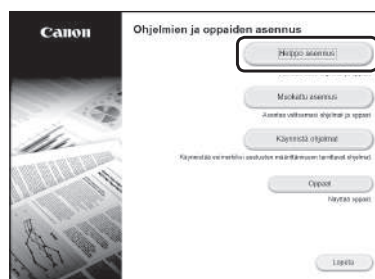 Canon
Ohjelmien ja oppaiden asennus
Helppo asennus
Mukautettu asennus
Asentaa valitsemasi ohjelmat ja oppaat
Käynnistä ohjelmat
Oppaat
Näyttää oppaat
Lopeta